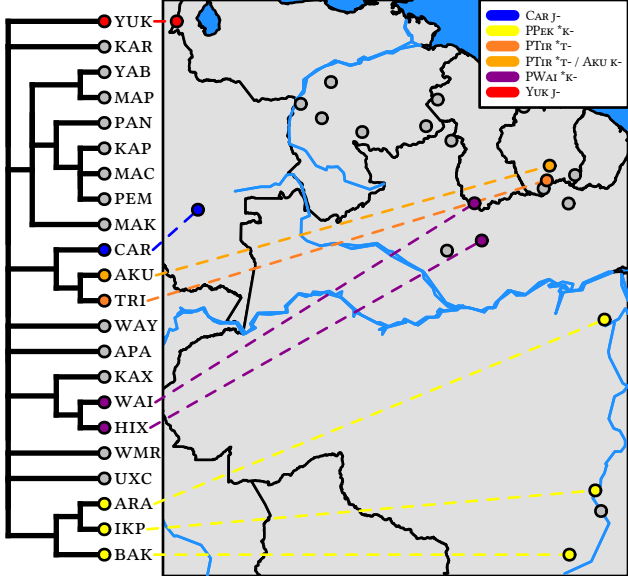 YUK
KAR
YAB
MAP
PAN
KAP
MAC
PEM
MAK
CAR
AKU
TRI
WAY
APA
KAX
WAI
HIX
WMR
UXC
ARA
IKP
BAK
CAR J-
PPEK *K-
PTIR *T-
PTIR *T- / AKU K-
PWAI *K-
YUK J-